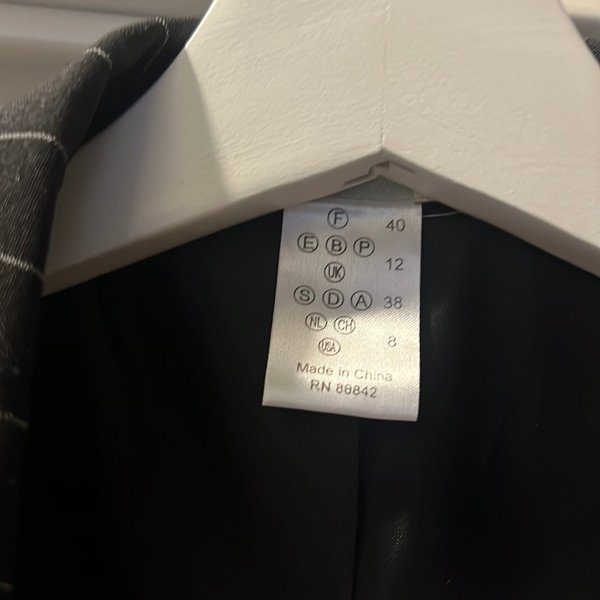 F 40
E B P
UK 12
S D A 38
NL CH
USA 8
Made in China
RN 88842